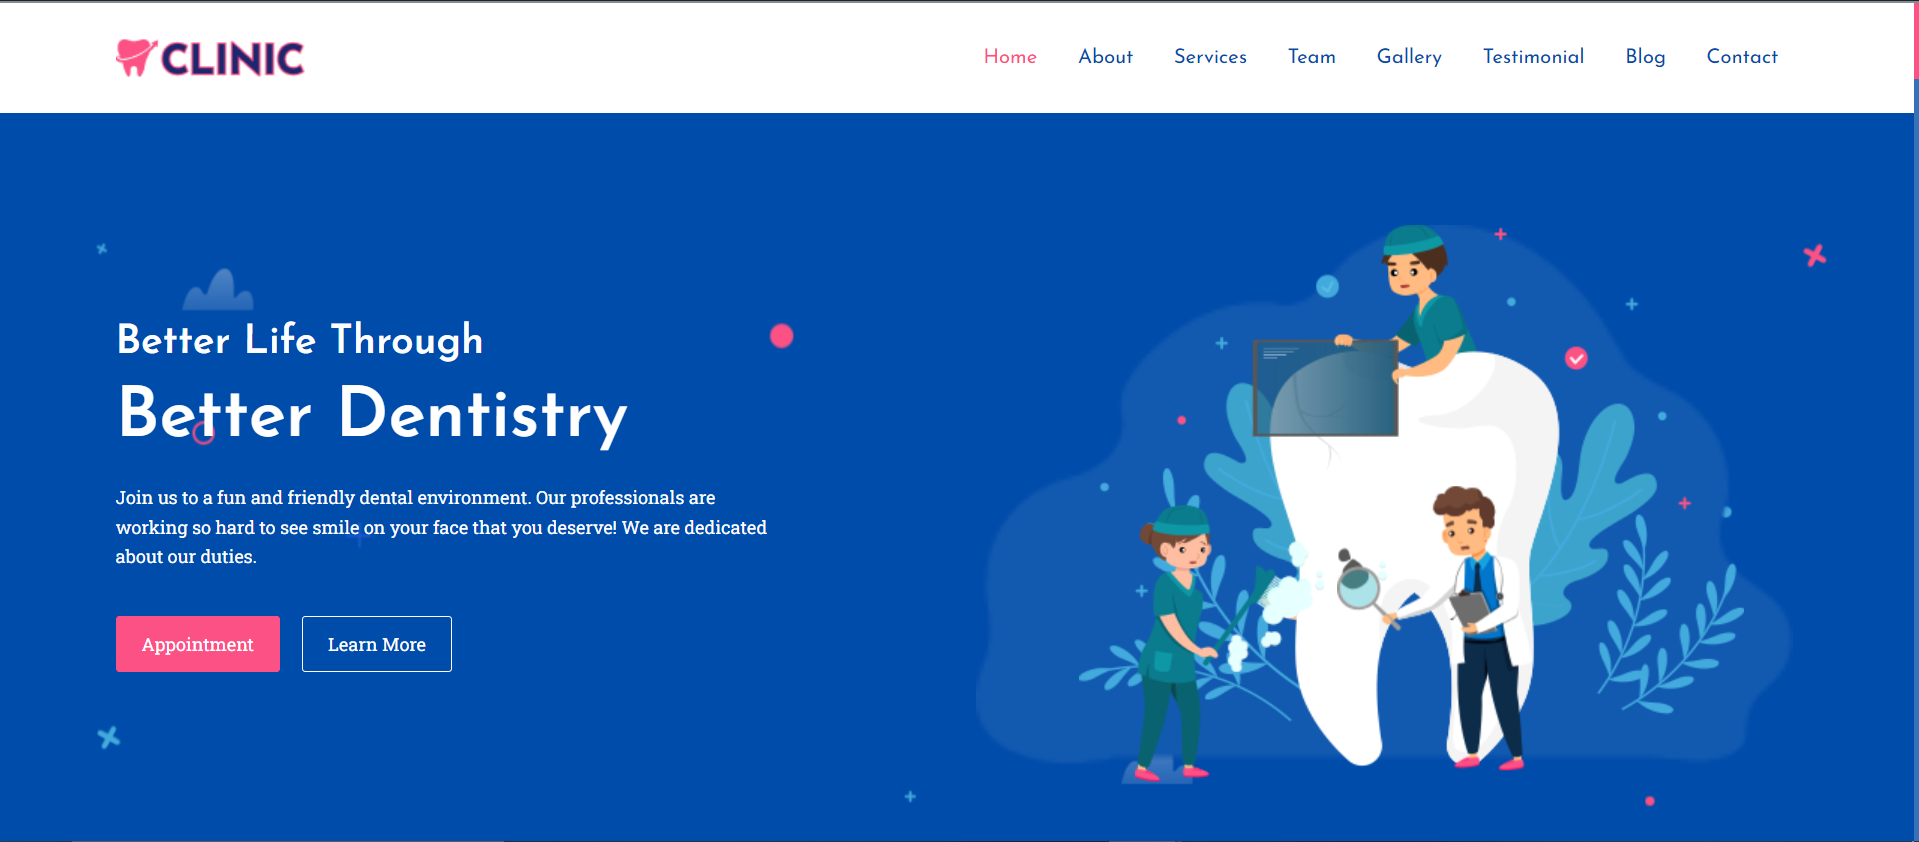 CLINIC
Home About Services Team Gallery Testimonial Blog Contact
Better Life Through
Better Dentistry
Join us to a fun and friendly dental environment. Our professionals are
working so hard to see smile on your face that you deserve! We are dedicated
about our duties.
Appointment Learn More